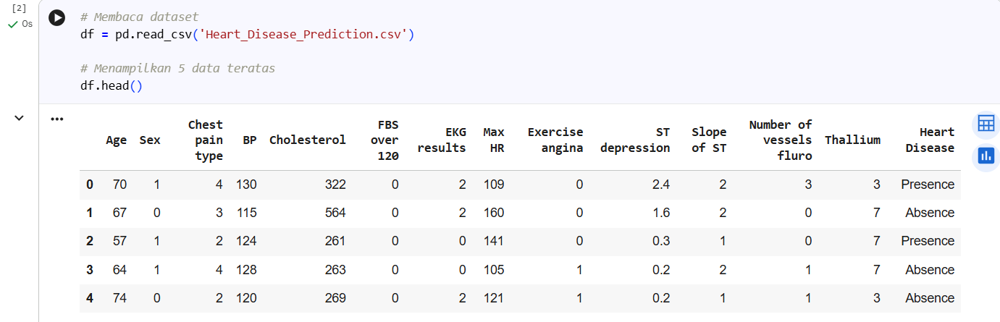 [2]
0s
# Membaca dataset
df = pd.read_csv('Heart_Disease_Prediction.csv')
# Menampilkan 5 data teratas
df.head()
Age Sex Chest pain type BP Cholesterol FBS over 120 EKG results Max HR Exercise angina ST depression Slope of ST Number of vessels fluro Thallium Heart Disease
0 70 1 4 130 322 0 2 109 0 2.4 2 3 3 Presence
1 67 0 3 115 564 0 2 160 0 1.6 2 0 7 Absence
2 57 1 2 124 261 0 0 141 0 0.3 1 0 7 Presence
3 64 1 4 128 263 0 0 105 1 0.2 2 1 7 Absence
4 74 0 2 120 269 0 2 121 1 0.2 1 1 3 Absence